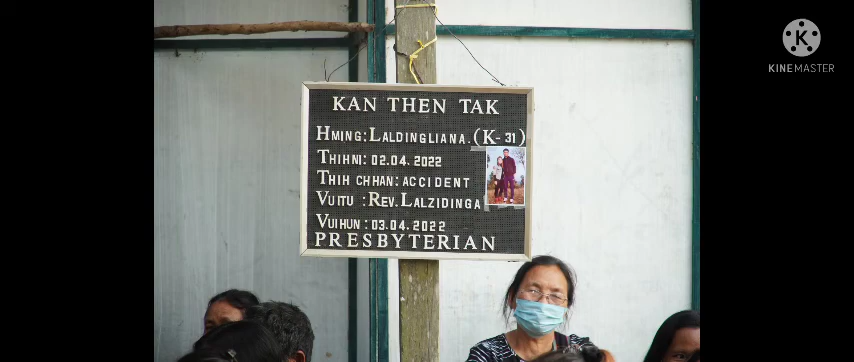 KAN THEN TAK
HMING: LALDINGLIANA. (K-31)
THIHNI: 02.04.2022
THIH CHHAN: ACCIDENT
VUITU : REV. LALZIDINGA
VUIHUN: 03.04.2022
PRESBYTERIAN
K
KINEMASTER